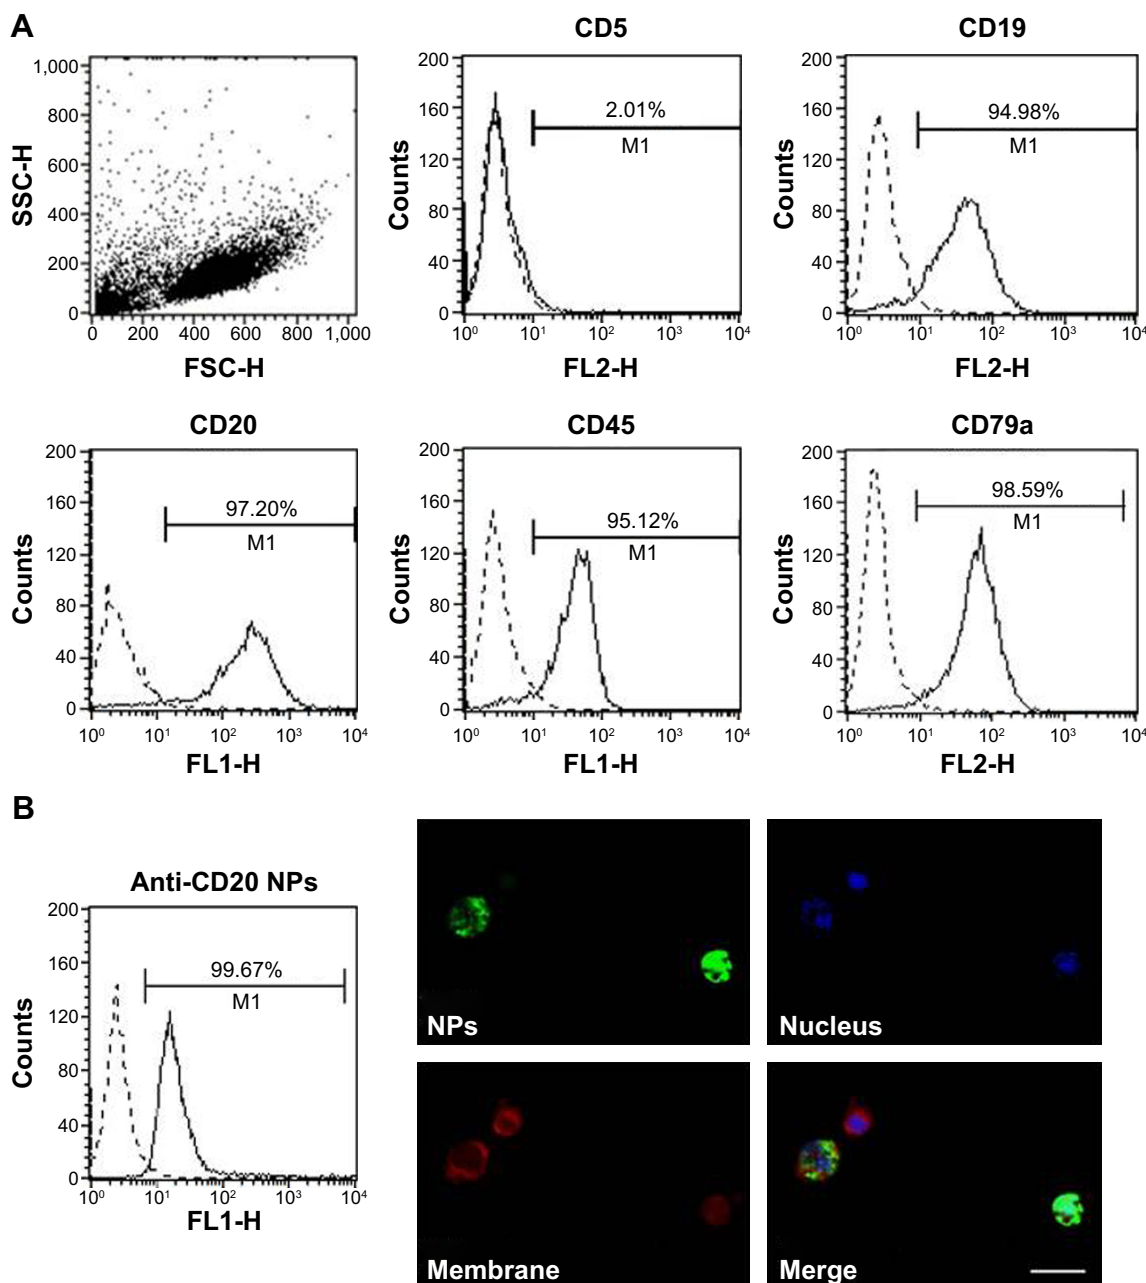 A
SSC-H
1,000
800
600
400
200
0
0 200 400 600 800 1,000
FSC-H
CD5
Counts
200
160
120
80
40
0
2.01%
M1
10⁰ 10¹ 10² 10³ 10⁴
FL2-H
CD19
Counts
200
160
120
80
40
0
94.98%
M1
10⁰ 10¹ 10² 10³ 10⁴
FL2-H
CD20
Counts
200
160
120
80
40
0
97.20%
M1
10⁰ 10¹ 10² 10³ 10⁴
FL1-H
CD45
Counts
200
160
120
80
40
0
95.12%
M1
10⁰ 10¹ 10² 10³ 10⁴
FL1-H
CD79a
Counts
200
160
120
80
40
0
98.59%
M1
10⁰ 10¹ 10² 10³ 10⁴
FL2-H
B
Anti-CD20 NPs
Counts
200
160
120
80
40
0
99.67%
M1
10⁰ 10¹ 10² 10³ 10⁴
FL1-H
NPs
Nucleus
Membrane
Merge